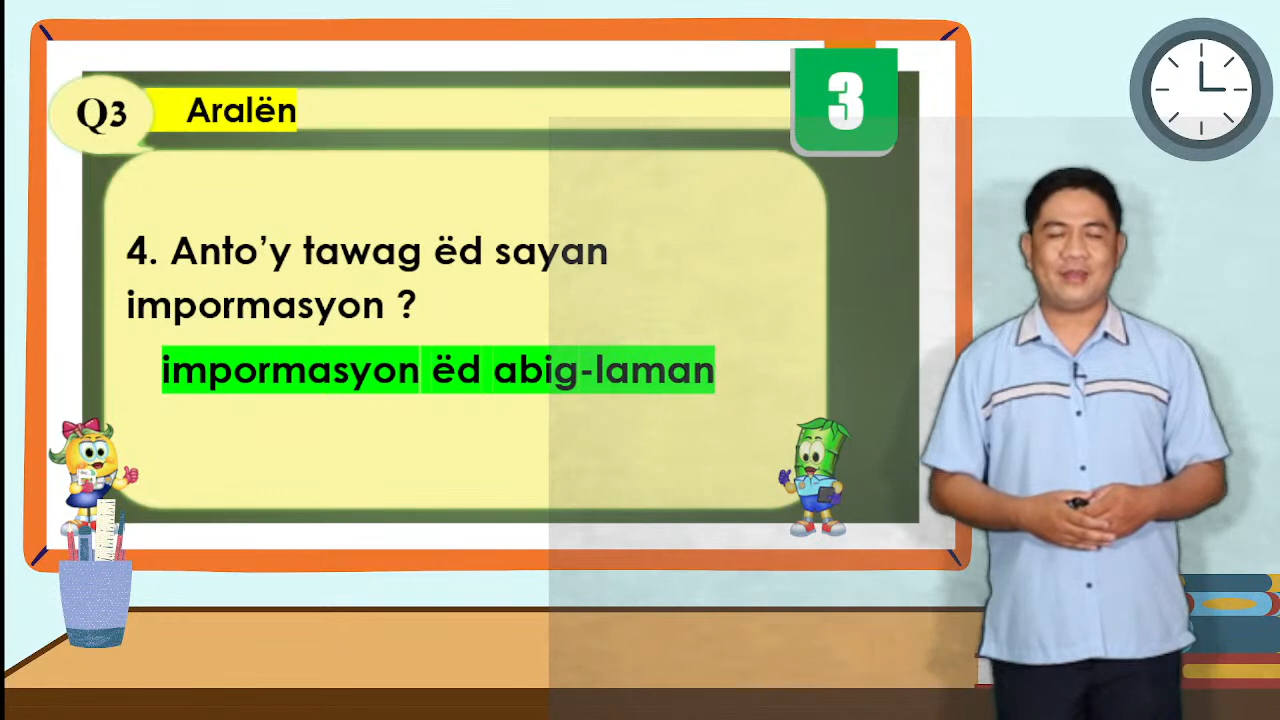 Q3
Aralën
3
4. Anto’y tawag ëd sayan
impormasyon ?
impormasyon ëd abig-laman